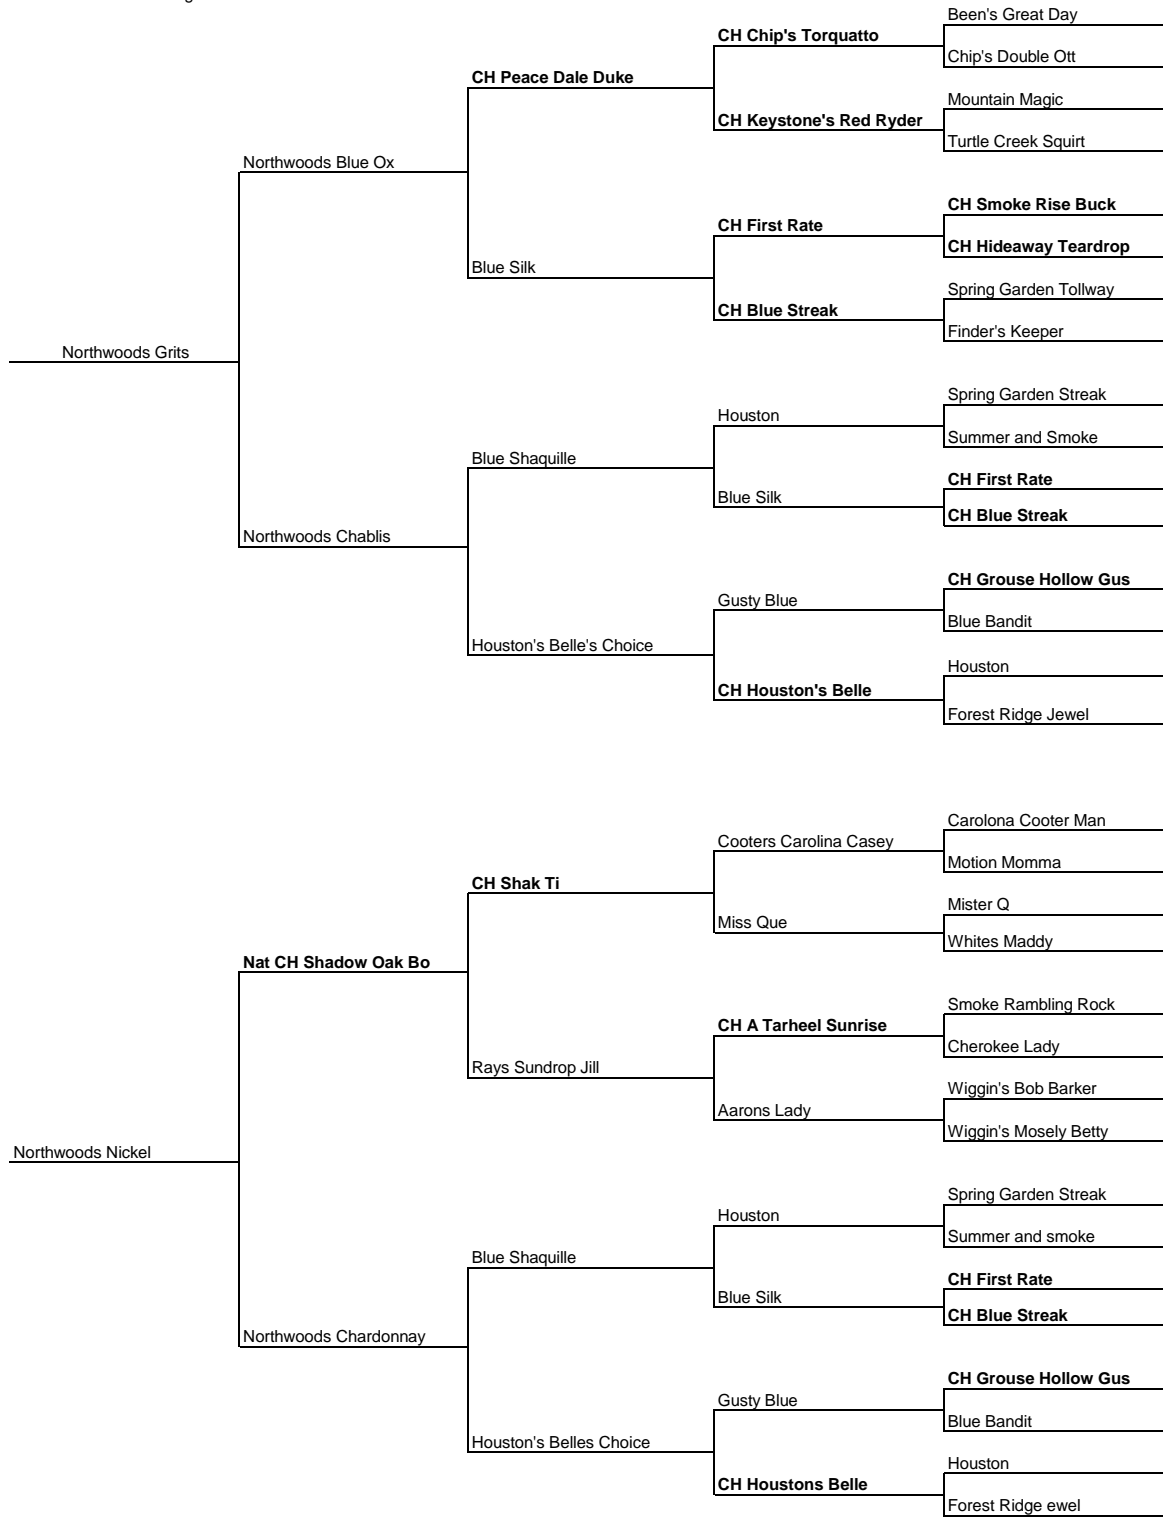 Been's Great Day
CH Chip's Torquatto
Chip's Double Ott
CH Peace Dale Duke
Mountain Magic
CH Keystone's Red Ryder
Turtle Creek Squirt
Northwoods Blue Ox
CH Smoke Rise Buck
CH First Rate
CH Hideaway Teardrop
Blue Silk
Spring Garden Tollway
CH Blue Streak
Finder's Keeper
Northwoods Grits
Spring Garden Streak
Houston
Summer and Smoke
Blue Shaquille
CH First Rate
Blue Silk
CH Blue Streak
Northwoods Chablis
CH Grouse Hollow Gus
Gusty Blue
Blue Bandit
Houston's Belle's Choice
Houston
CH Houston's Belle
Forest Ridge Jewel
Carolona Cooter Man
Cooters Carolina Casey
Motion Momma
CH Shak Ti
Mister Q
Miss Que
Whites Maddy
Nat CH Shadow Oak Bo
Smoke Rambling Rock
CH A Tarheel Sunrise
Cherokee Lady
Rays Sundrop Jill
Wiggin's Bob Barker
Aarons Lady
Wiggin's Mosely Betty
Northwoods Nickel
Spring Garden Streak
Houston
Summer and smoke
Blue Shaquille
CH First Rate
Blue Silk
CH Blue Streak
Northwoods Chardonnay
CH Grouse Hollow Gus
Gusty Blue
Blue Bandit
Houston's Belles Choice
Houston
CH Houstons Belle
Forest Ridge ewel